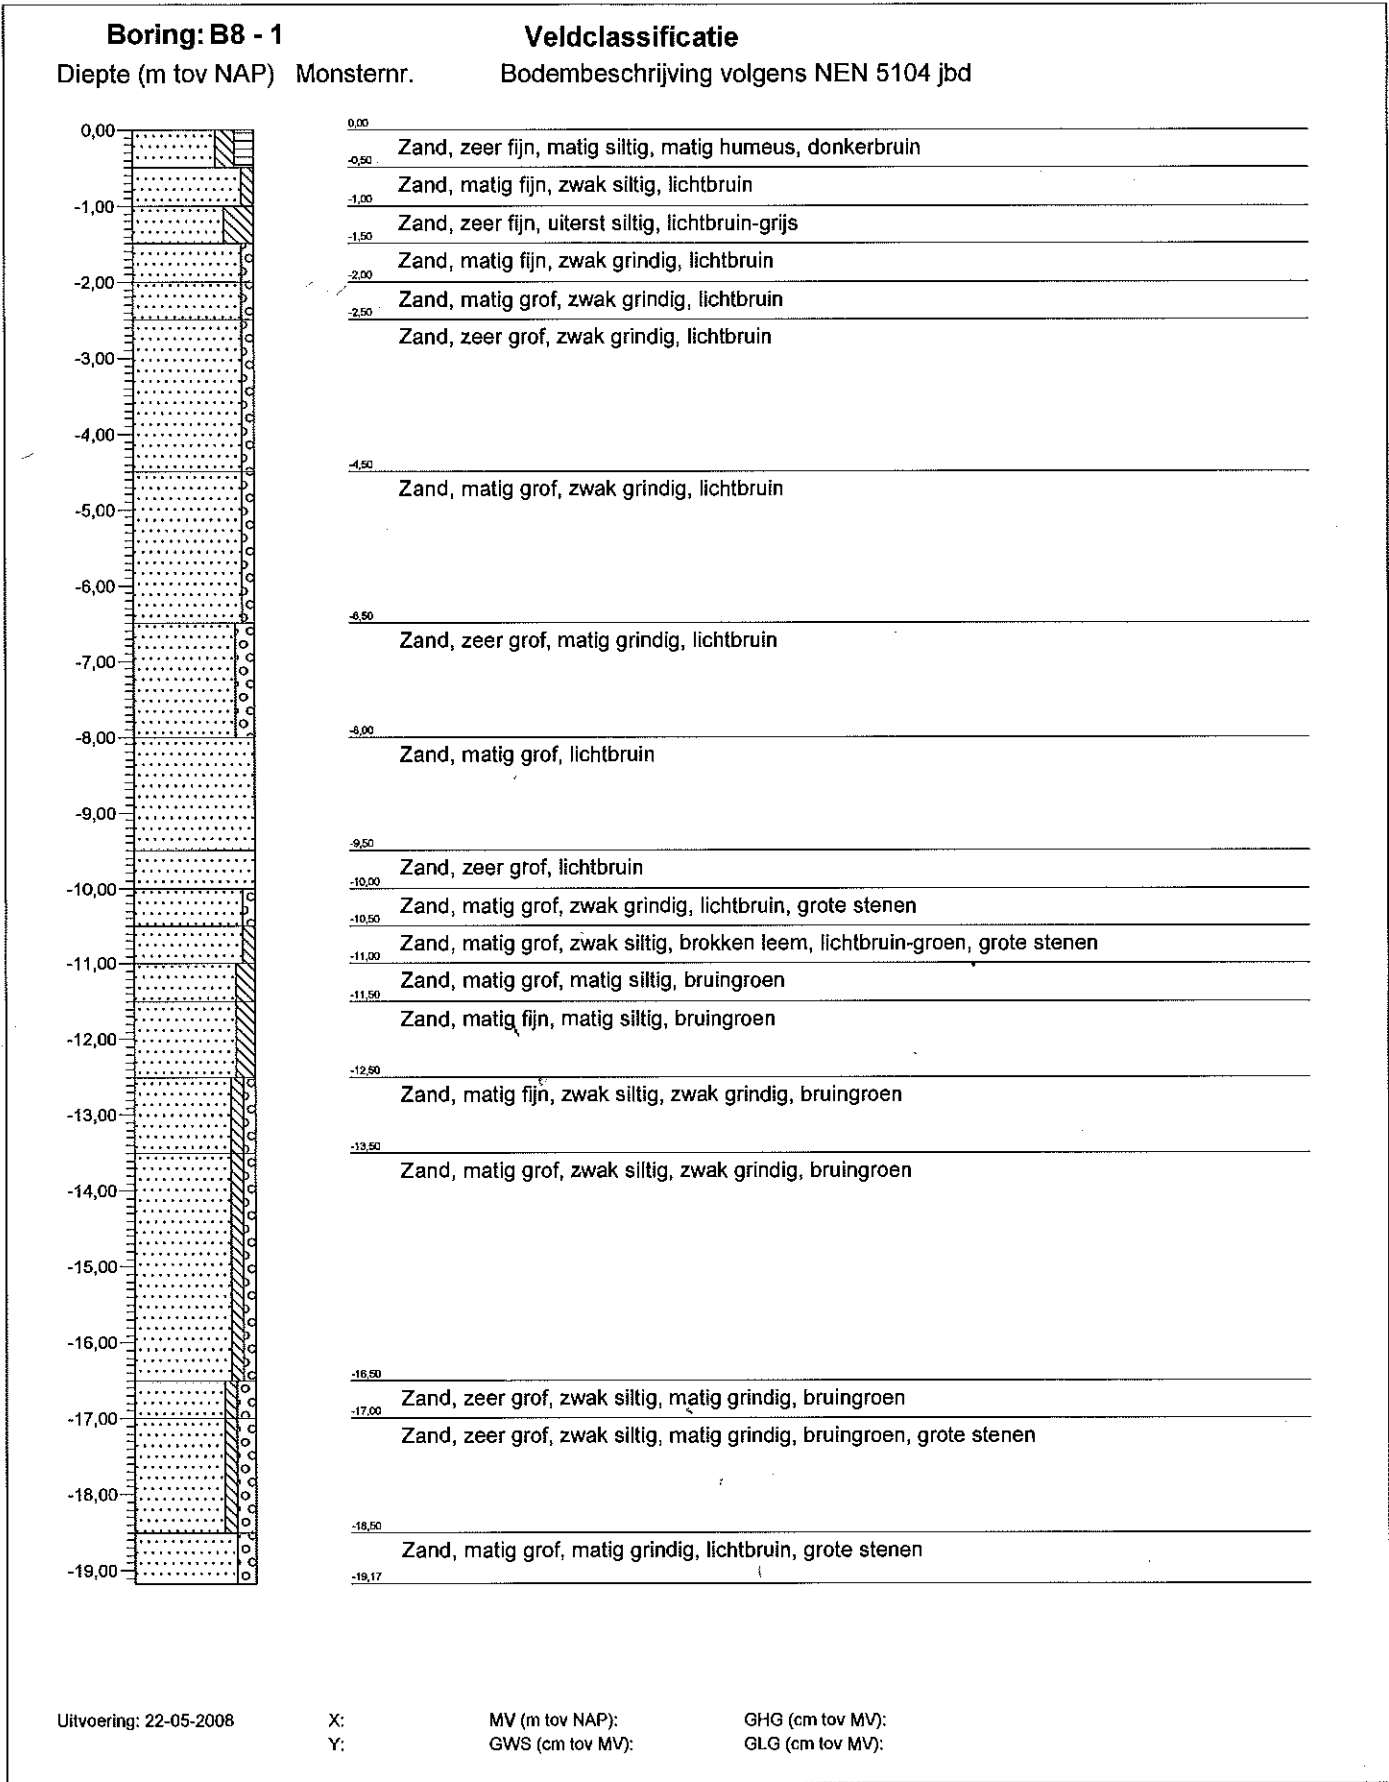 Boring: B8 - 1 Veldclassificatie
Diepte (m tov NAP) Monsternr. Bodembeschrijving volgens NEN 5104 jbd
0,00 0,00
Zand, zeer fijn, matig siltig, matig humeus, donkerbruin
-0,50
Zand, matig fijn, zwak siltig, lichtbruin
-1,00 -1,00
Zand, zeer fijn, uiterst siltig, lichtbruin-grijs
-1,50
Zand, matig fijn, zwak grindig, lichtbruin
-2,00 -2,00
Zand, matig grof, zwak grindig, lichtbruin
-2,50
Zand, zeer grof, zwak grindig, lichtbruin
-3,00
-4,00
-4,50
Zand, matig grof, zwak grindig, lichtbruin
-5,00
-6,00
-6,50
Zand, zeer grof, matig grindig, lichtbruin
-7,00
-8,00 -8,00
Zand, matig grof, lichtbruin
-9,00
-9,50
Zand, zeer grof, lichtbruin
-10,00 -10,00
Zand, matig grof, zwak grindig, lichtbruin, grote stenen
-10,50
Zand, matig grof, zwak siltig, brokken leem, lichtbruin-groen, grote stenen
-11,00 -11,00
Zand, matig grof, matig siltig, bruingroen
-11,50
Zand, matig fijn, matig siltig, bruingroen
-12,00
-12,50
Zand, matig fijn, zwak siltig, zwak grindig, bruingroen
-13,00
-13,50
Zand, matig grof, zwak siltig, zwak grindig, bruingroen
-14,00
-15,00
-16,00
-16,50
Zand, zeer grof, zwak siltig, matig grindig, bruingroen
-17,00 -17,00
Zand, zeer grof, zwak siltig, matig grindig, bruingroen, grote stenen
-18,00
-18,50
Zand, matig grof, matig grindig, lichtbruin, grote stenen
-19,00
-19,17
Uitvoering: 22-05-2008 X: MV (m tov NAP): GHG (cm tov MV):
Y: GWS (cm tov MV): GLG (cm tov MV):